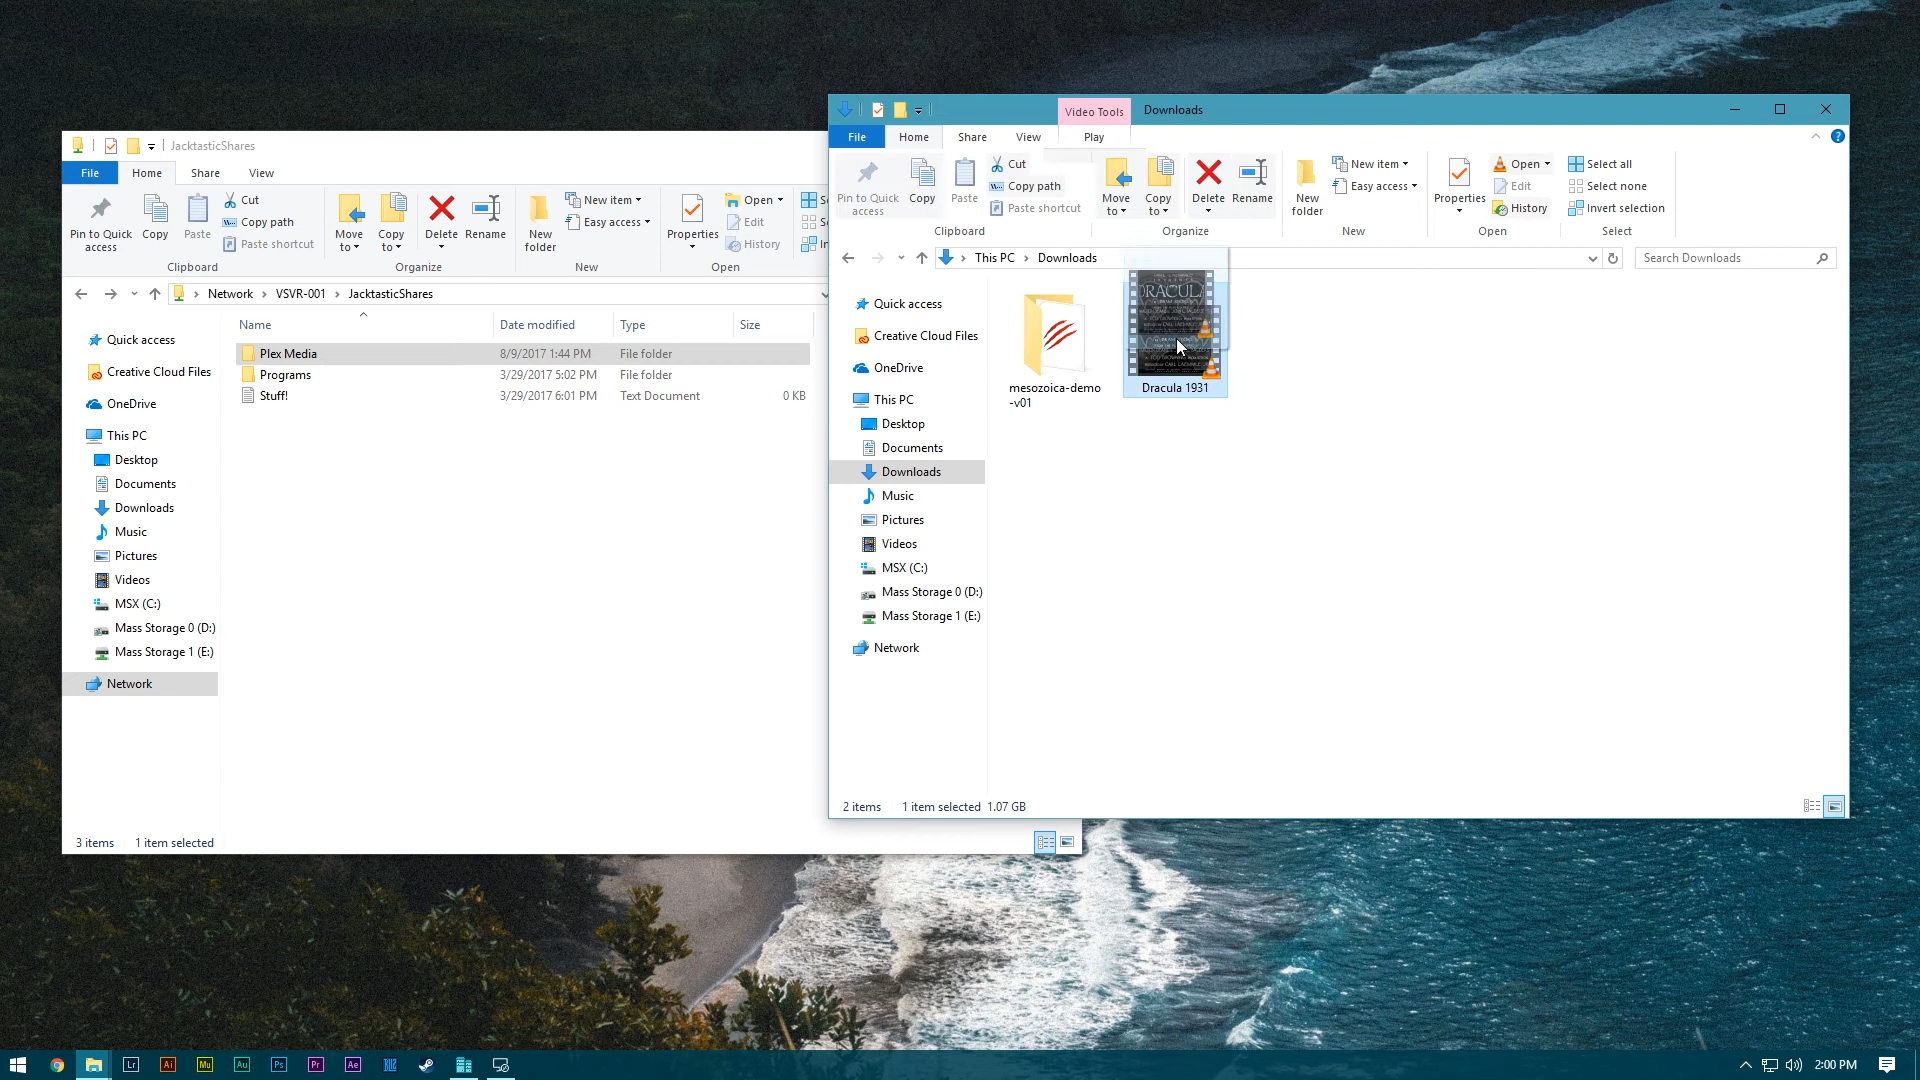 JacktasticShares
File
Home
Share
View
Pin to Quick
access
Copy
Paste
Cut
Copy path
Paste shortcut
Clipboard
Move
to
Copy
to
Delete
Rename
Organize
New
folder
New item
Easy access
New
Properties
Open
Edit
History
Open
Network
VSVR-001
JacktasticShares
Quick access
Creative Cloud Files
OneDrive
This PC
Desktop
Documents
Downloads
Music
Pictures
Videos
MSX (C:)
Mass Storage 0 (D:)
Mass Storage 1 (E:)
Network
Name Date modified Type Size
Plex Media 8/9/2017 1:44 PM File folder
Programs 3/29/2017 5:02 PM File folder
Stuff! 3/29/2017 6:01 PM Text Document 0 KB
3 items 1 item selected
Video Tools Downloads
File Home Share View Play
Pin to Quick
access
Copy
Paste
Cut
Copy path
Paste shortcut
Clipboard
Move
to
Copy
to
Delete
Rename
Organize
New
folder
New item
Easy access
New
Properties
Open
Edit
History
Open
Select all
Select none
Invert selection
Select
This PC
Downloads
Search Downloads
Quick access
Creative Cloud Files
OneDrive
This PC
Desktop
Documents
Downloads
Music
Pictures
Videos
MSX (C:)
Mass Storage 0 (D:)
Mass Storage 1 (E:)
Network
mesozoica-demo
-v01
DRACULA
Dracula 1931
2 items 1 item selected 1.07 GB
Lr
Ai
Mu
Au
Ps
Pr
Ae
2:00 PM